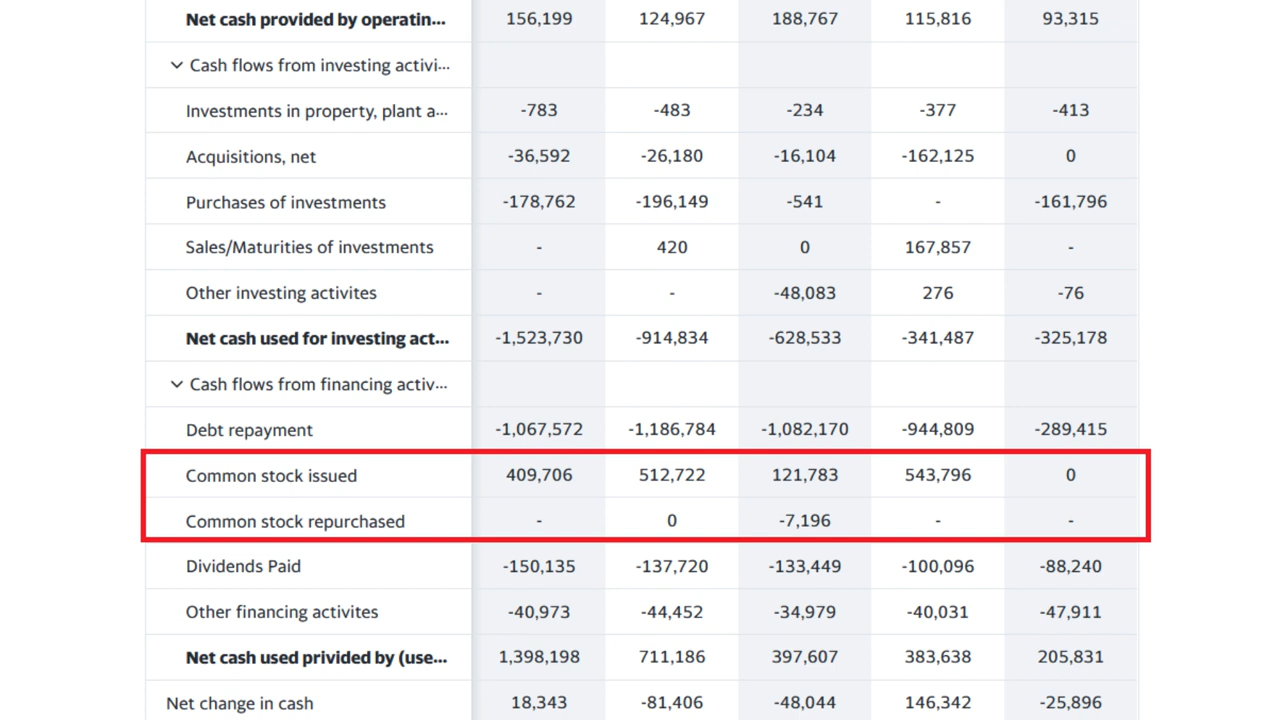 Net cash provided by operatin... 156,199 124,967 188,767 115,816 93,315
Cash flows from investing activi...
Investments in property, plant a... -783 -483 -234 -377 -413
Acquisitions, net -36,592 -26,180 -16,104 -162,125 0
Purchases of investments -178,762 -196,149 -541 - -161,796
Sales/Maturities of investments - 420 0 167,857 -
Other investing activites - - -48,083 276 -76
Net cash used for investing act... -1,523,730 -914,834 -628,533 -341,487 -325,178
Cash flows from financing activ...
Debt repayment -1,067,572 -1,186,784 -1,082,170 -944,809 -289,415
Common stock issued 409,706 512,722 121,783 543,796 0
Common stock repurchased - 0 -7,196 - -
Dividends Paid -150,135 -137,720 -133,449 -100,096 -88,240
Other financing activites -40,973 -44,452 -34,979 -40,031 -47,911
Net cash used privided by (use... 1,398,198 711,186 397,607 383,638 205,831
Net change in cash 18,343 -81,406 -48,044 146,342 -25,896